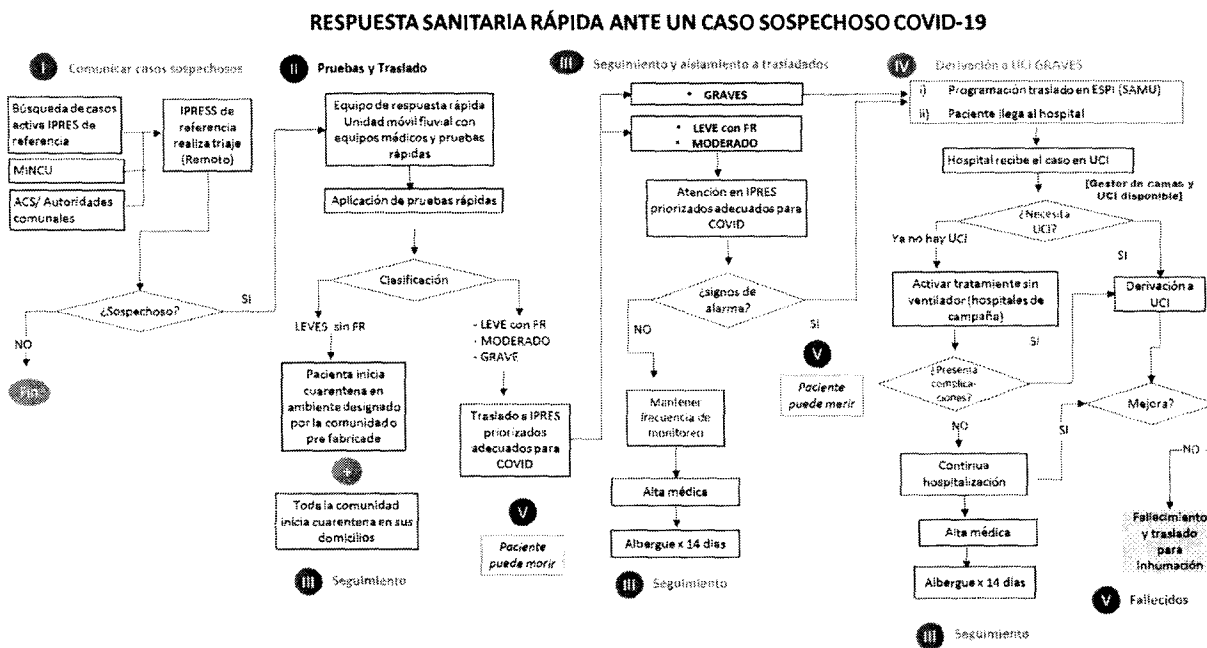 RESPUESTA SANITARIA RÁPIDA ANTE UN CASO SOSPECHOSO COVID-19
I
Comunicar casos sospechosos
Búsqueda de casos
activa IPRES de
referencia
MINCU
ACS/ Autoridades
comunales
IPRESS de
referencia
realiza triaje
(Remoto)
¿Sospechoso?
SI
NO
Fin
II
Pruebas y Traslado
Equipo de respuesta rápida
Unidad móvil fluvial con
equipos médicos y pruebas
rápidas
Aplicación de pruebas rápidas
Clasificación
LEVES sin FR
- LEVE con FR
- MODERADO
- GRAVE
Pacienta inicia
cuarentena en
ambiente designado
por la comunidad o
pre fabricade
+
Toda la comunidad
inicia cuarentena en sus
domicilios
III
Seguimiento
Traslado a IPRES
priorizados
adecuados para
COVID
V
Paciente
puede morir
III
Seguimiento y aislamiento a trasladados
• GRAVES
• LEVE con FR
• MODERADO
Atención en IPRES
priorizados adecuados para
COVID
¿signos de
alarma?
NO
SI
Mantener
frecuencia de
monitoreo
Alta médica
Albergue x 14 dias
III
Seguimiento
V
Paciente
puede merir
IV
Derivación a UCI GRAVES
i) Programación traslado en ESPI (SAMU)
ii) Paciente llega al hospital
Hospital recibe el caso en UCI
[Gestor de camas y
UCI disponible]
¿Necesita
UCI?
Ya no hay UCI
SI
Activar tratamiente sin
ventilador (hospitales de
campaña)
Derivación a
UCI
SI
¿Presenta
complica-
ciones?
NO
Mejora?
SI
NO
Continua
hospitalización
Alta médica
Albergue x 14 dias
III
Seguimiento
Fallecimiento
y traslado
para
inhumación
V
Fallecidos